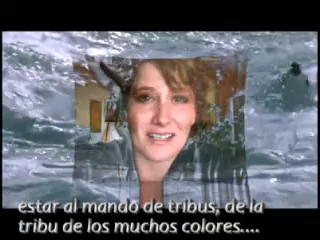 estar al mando de tribus, de la
tribu de los muchos colores....